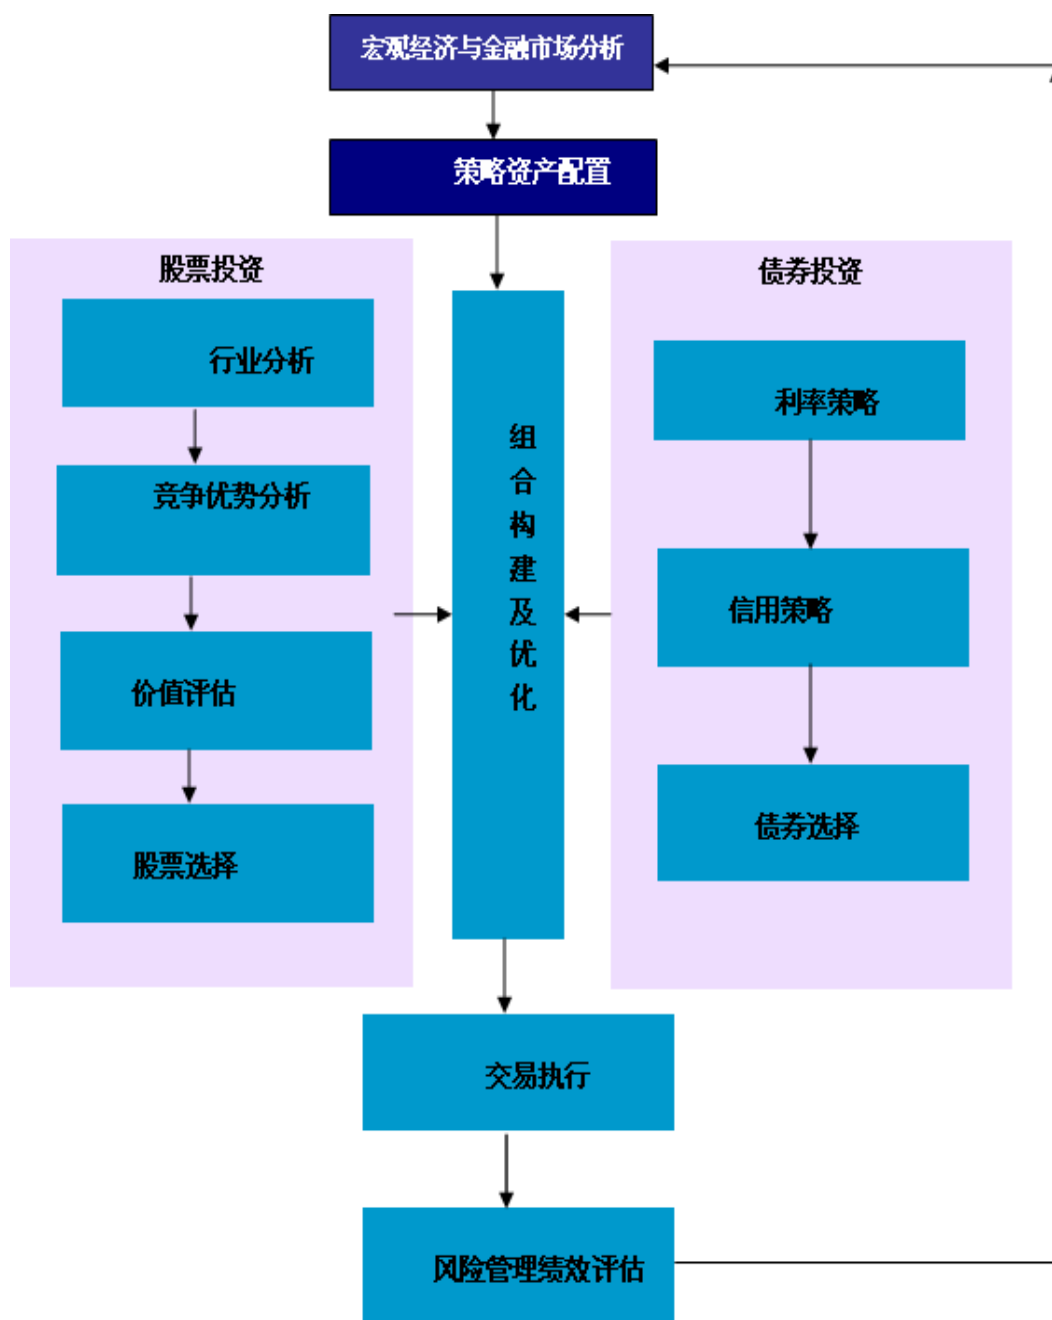 宏观经济与金融市场分析
策略资产配置
股票投资
行业分析
竞争优势分析
价值评估
股票选择
组
合
构
建
及
优
化
债券投资
利率策略
信用策略
债券选择
交易执行
风险管理绩效评估